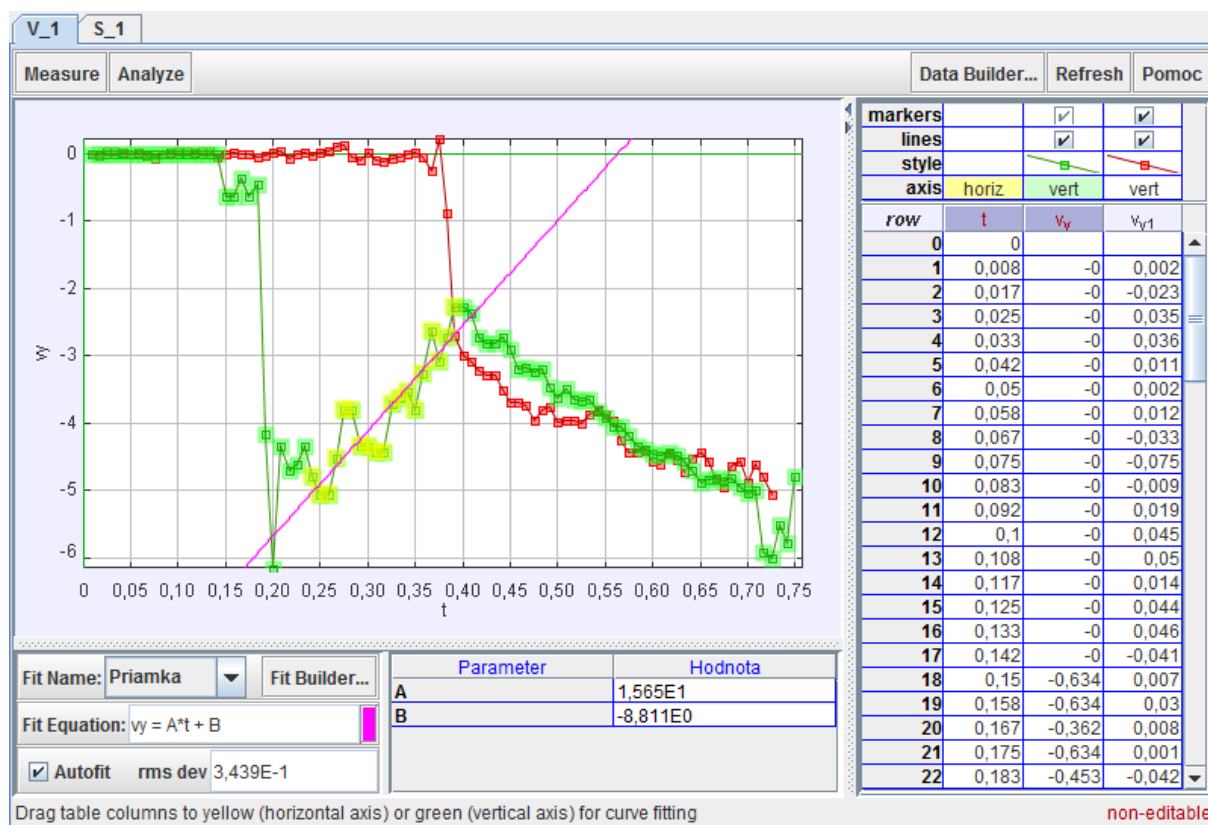 V_1 S_1
Measure Analyze Data Builder... Refresh Pomoc
markers
lines
style
axis horiz vert vert
row t vy vy1
0 0
1 0,008 -0 0,002
2 0,017 -0 -0,023
3 0,025 -0 0,035
4 0,033 -0 0,036
5 0,042 -0 0,011
6 0,05 -0 0,002
7 0,058 -0 0,012
8 0,067 -0 -0,033
9 0,075 -0 -0,075
10 0,083 -0 -0,009
11 0,092 -0 0,019
12 0,1 -0 0,045
13 0,108 -0 0,05
14 0,117 -0 0,014
15 0,125 -0 0,044
16 0,133 -0 0,046
17 0,142 -0 -0,041
18 0,15 -0,634 0,007
19 0,158 -0,634 0,03
20 0,167 -0,362 0,008
21 0,175 -0,634 0,001
22 0,183 -0,453 -0,042
0
-1
-2
-3
-4
-5
-6
vy
0 0,05 0,10 0,15 0,20 0,25 0,30 0,35 0,40 0,45 0,50 0,55 0,60 0,65 0,70 0,75
t
Fit Name: Priamka Fit Builder...
Fit Equation: vy = A*t + B
Autofit rms dev 3,439E-1
Parameter Hodnota
A 1,565E1
B -8,811E0
Drag table columns to yellow (horizontal axis) or green (vertical axis) for curve fitting non-editable